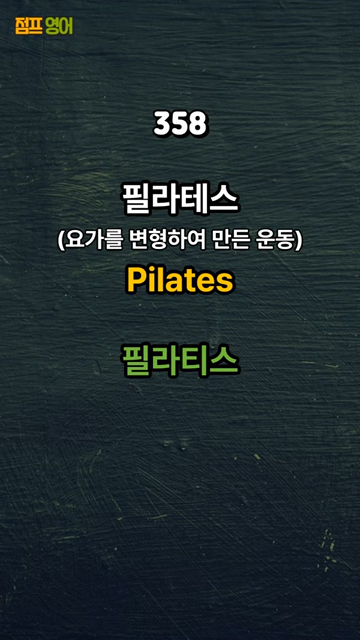 점프 영어
358
필라테스
(요가를 변형하여 만든 운동)
Pilates
필라티스